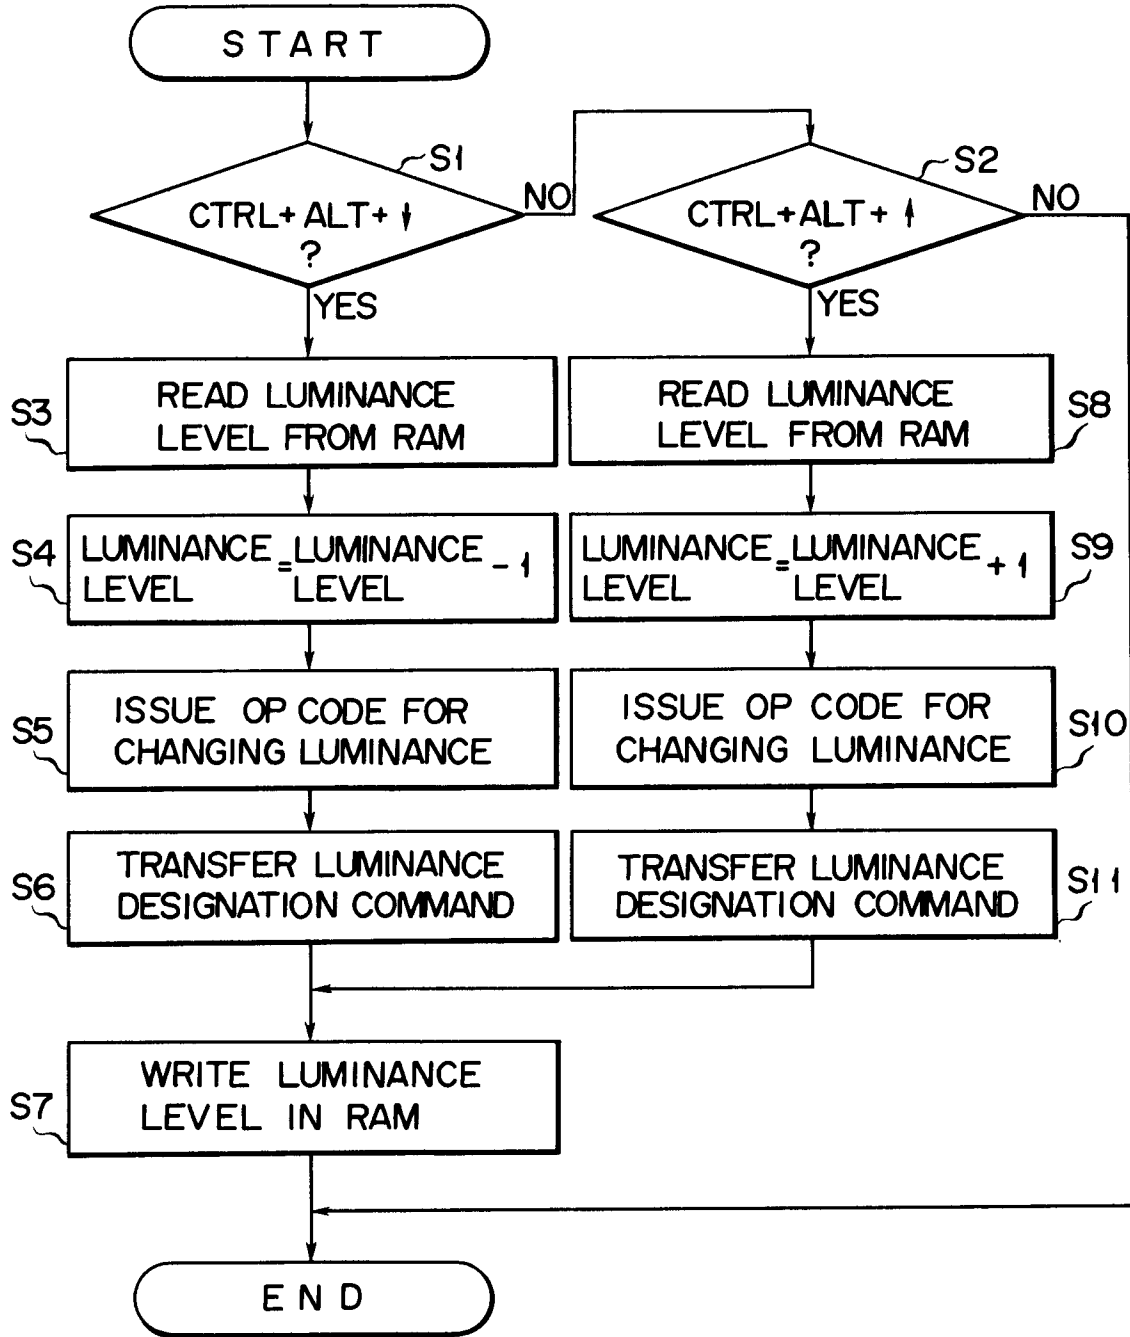 START
S1
CTRL+ALT+↓
?
NO
YES
S2
CTRL+ALT+↑
?
NO
YES
S3
READ LUMINANCE
LEVEL FROM RAM
S4
LUMINANCE = LUMINANCE - 1
LEVEL LEVEL
S5
ISSUE OP CODE FOR
CHANGING LUMINANCE
S6
TRANSFER LUMINANCE
DESIGNATION COMMAND
S8
READ LUMINANCE
LEVEL FROM RAM
S9
LUMINANCE = LUMINANCE + 1
LEVEL LEVEL
S10
ISSUE OP CODE FOR
CHANGING LUMINANCE
S11
TRANSFER LUMINANCE
DESIGNATION COMMAND
S7
WRITE LUMINANCE
LEVEL IN RAM
END